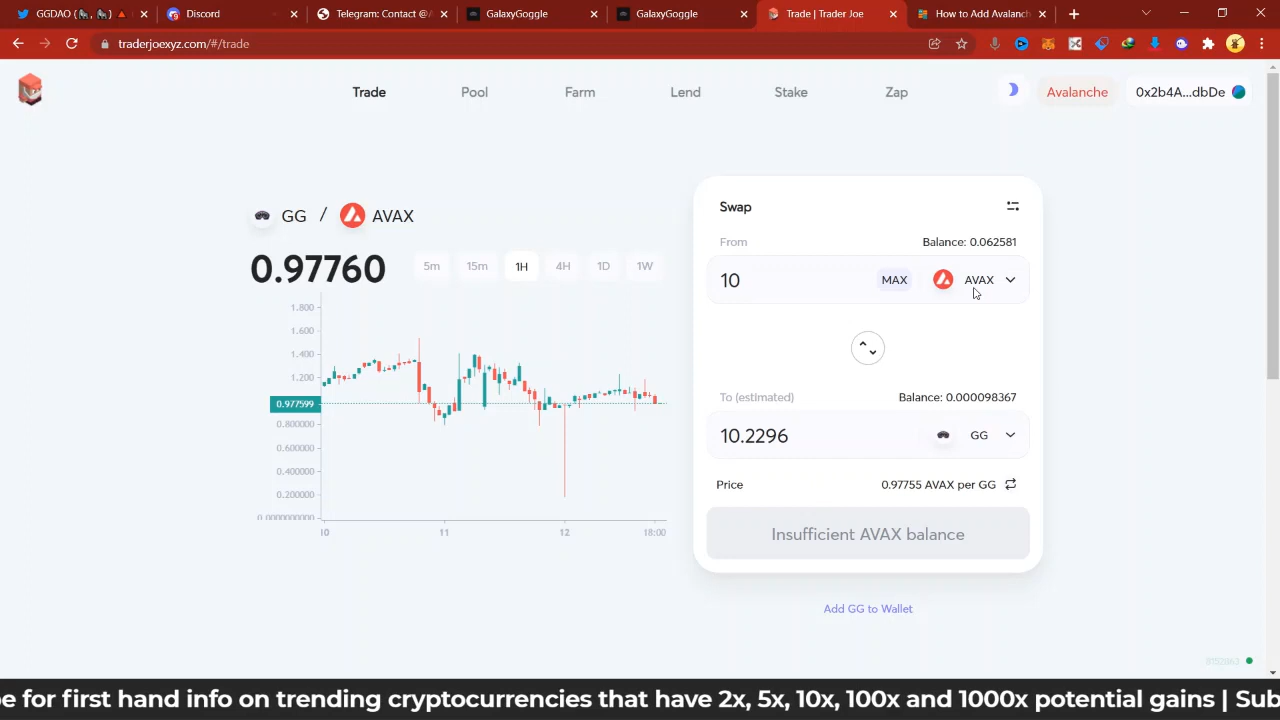 GGDAO
Discord
Telegram: Contact @
GalaxyGoggle
GalaxyGoggle
Trade | Trader Joe
How to Add Avalanch
traderjoexyz.com/#/trade
Trade
Pool
Farm
Lend
Stake
Zap
Avalanche
0x2b4A...dbDe
GG / AVAX
0.97760
5m
15m
1H
4H
1D
1W
1.800
1.600
1.400
1.200
0.977599
0.800000
0.600000
0.400000
0.200000
0.000000000
10
11
12
18:00
Swap
From
Balance: 0.062581
10
MAX
AVAX
To (estimated)
Balance: 0.000098367
10.2296
GG
Price
0.97755 AVAX per GG
Insufficient AVAX balance
Add GG to Wallet
e for first hand info on trending cryptocurrencies that have 2x, 5x, 10x, 100x and 1000x potential gains | Sub